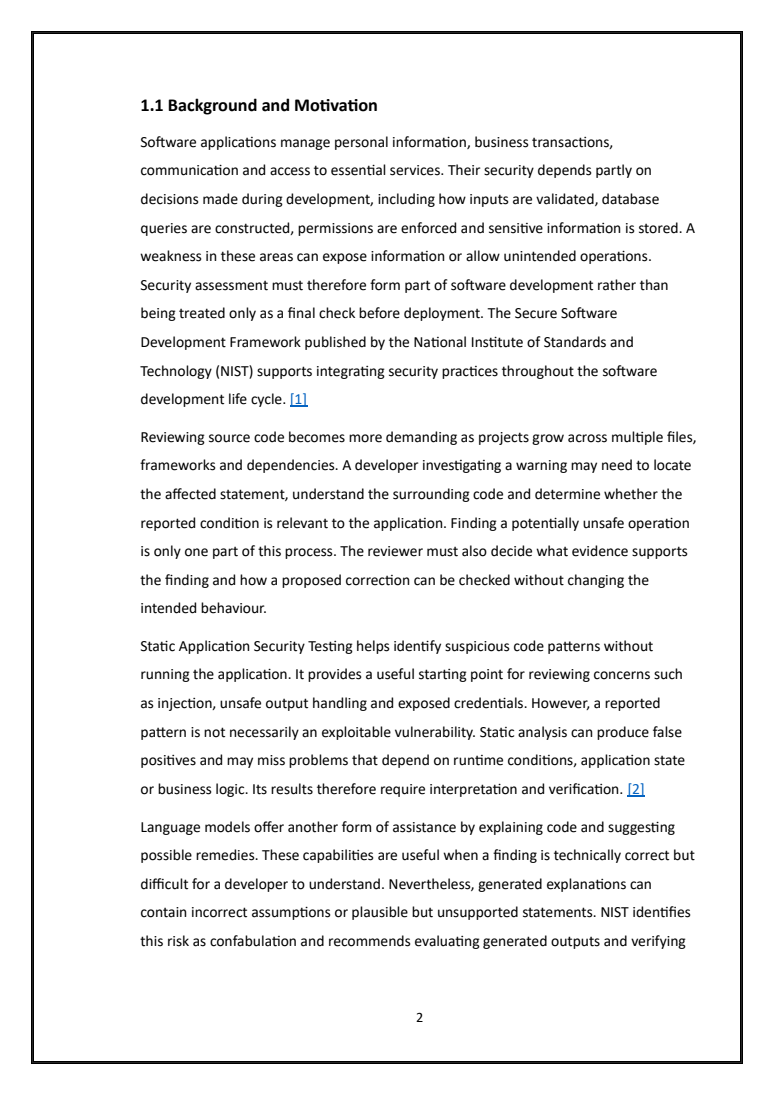 1.1 Background and Motivation
Software applications manage personal information, business transactions,
communication and access to essential services. Their security depends partly on
decisions made during development, including how inputs are validated, database
queries are constructed, permissions are enforced and sensitive information is stored. A
weakness in these areas can expose information or allow unintended operations.
Security assessment must therefore form part of software development rather than
being treated only as a final check before deployment. The Secure Software
Development Framework published by the National Institute of Standards and
Technology (NIST) supports integrating security practices throughout the software
development life cycle. [1]
Reviewing source code becomes more demanding as projects grow across multiple files,
frameworks and dependencies. A developer investigating a warning may need to locate
the affected statement, understand the surrounding code and determine whether the
reported condition is relevant to the application. Finding a potentially unsafe operation
is only one part of this process. The reviewer must also decide what evidence supports
the finding and how a proposed correction can be checked without changing the
intended behaviour.
Static Application Security Testing helps identify suspicious code patterns without
running the application. It provides a useful starting point for reviewing concerns such
as injection, unsafe output handling and exposed credentials. However, a reported
pattern is not necessarily an exploitable vulnerability. Static analysis can produce false
positives and may miss problems that depend on runtime conditions, application state
or business logic. Its results therefore require interpretation and verification. [2]
Language models offer another form of assistance by explaining code and suggesting
possible remedies. These capabilities are useful when a finding is technically correct but
difficult for a developer to understand. Nevertheless, generated explanations can
contain incorrect assumptions or plausible but unsupported statements. NIST identifies
this risk as confabulation and recommends evaluating generated outputs and verifying
2